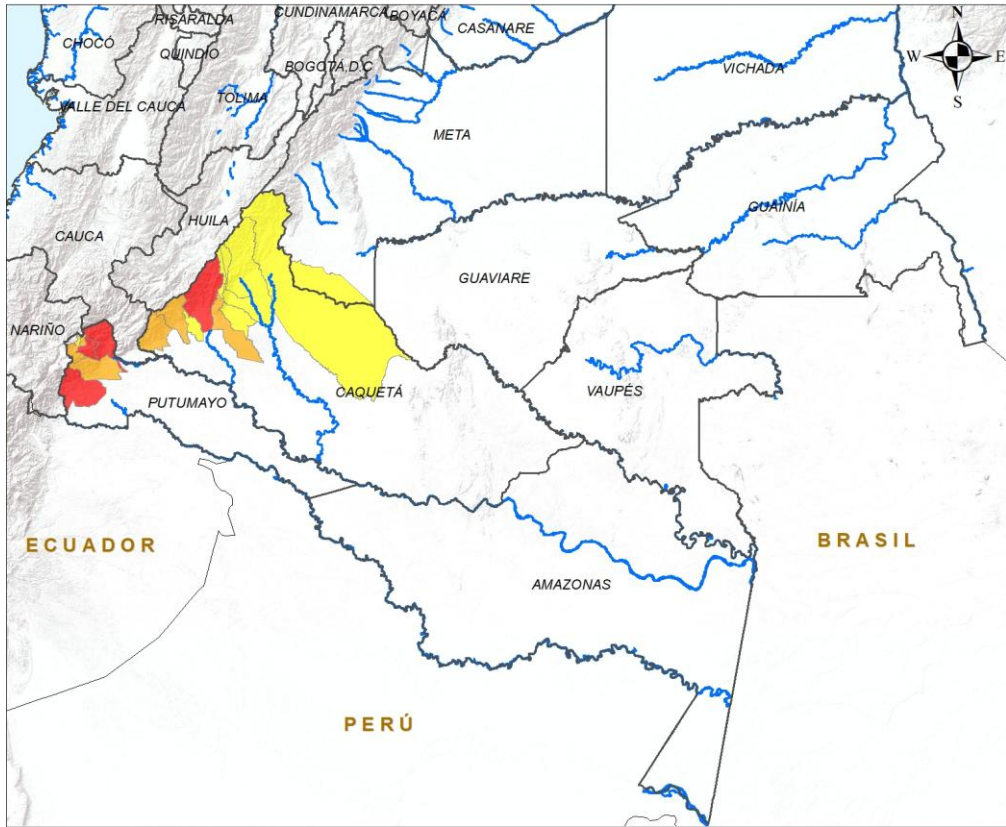 CUNDINAMARCA
BOYACÁ
RISARALDA
CASANARE
N
CHOCÓ
QUINDÍO
W
E
BOGOTÁ D.C
VICHADA
TOLIMA
S
VALLE DEL CAUCA
META
GUAINÍA
HUILA
CAUCA
GUAVIARE
NARIÑO
CAQUETÁ
VAUPÉS
PUTUMAYO
ECUADOR
BRASIL
AMAZONAS
PERÚ